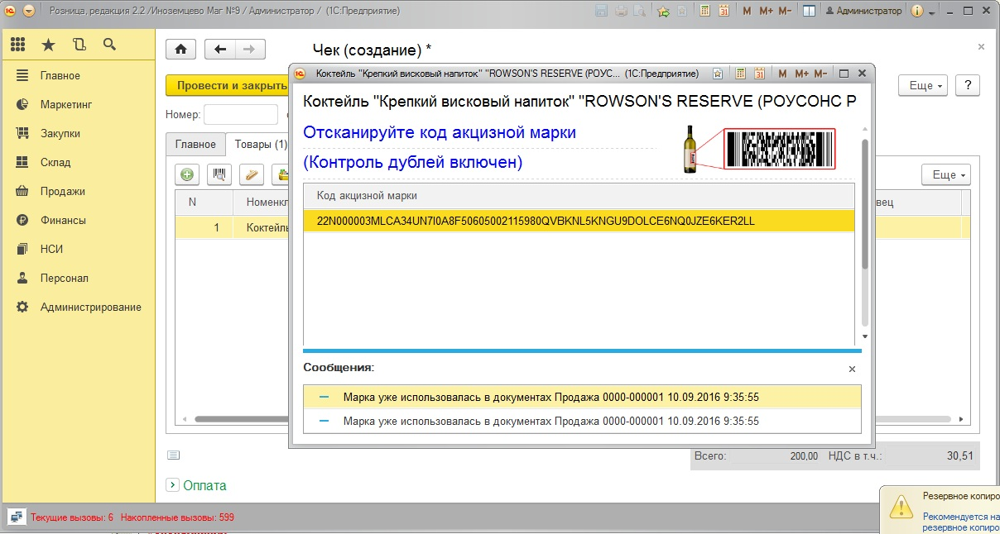 Розница, редакция 2.2 /Иноземцево Маг №9 / Администратор / (1С:Предприятие)
M M+ M- Администратор
Главное
Маркетинг
Закупки
Склад
Продажи
Финансы
НСИ
Персонал
Администрирование
Чек (создание) *
Провести и закрыть
Еще
?
Номер:
Главное
Товары (1)
Еще
N
Номенкл
вец
1
Коктейль
Коктейль "Крепкий висковый напиток" "ROWSON'S RESERVE (РОУС... (1С:Предприятие)
M M+ M-
Коктейль "Крепкий висковый напиток" "ROWSON'S RESERVE (РОУСОНС Р
Отсканируйте код акцизной марки
(Контроль дублей включен)
Код акцизной марки
22N000003MLCA34UN7I0A8F50605002115980QVBKNL5KNGU9DOLCE6NQ0JZE6KER2LL
Сообщения:
Марка уже использовалась в документах Продажа 0000-000001 10.09.2016 9:35:55
Марка уже использовалась в документах Продажа 0000-000001 10.09.2016 9:35:55
Всего: 200,00 НДС в т.ч.: 30,51
Оплата
Текущие вызовы: 6 Накопленные вызовы: 599
Резервное копиро
Рекомендуется на
резервное копиро